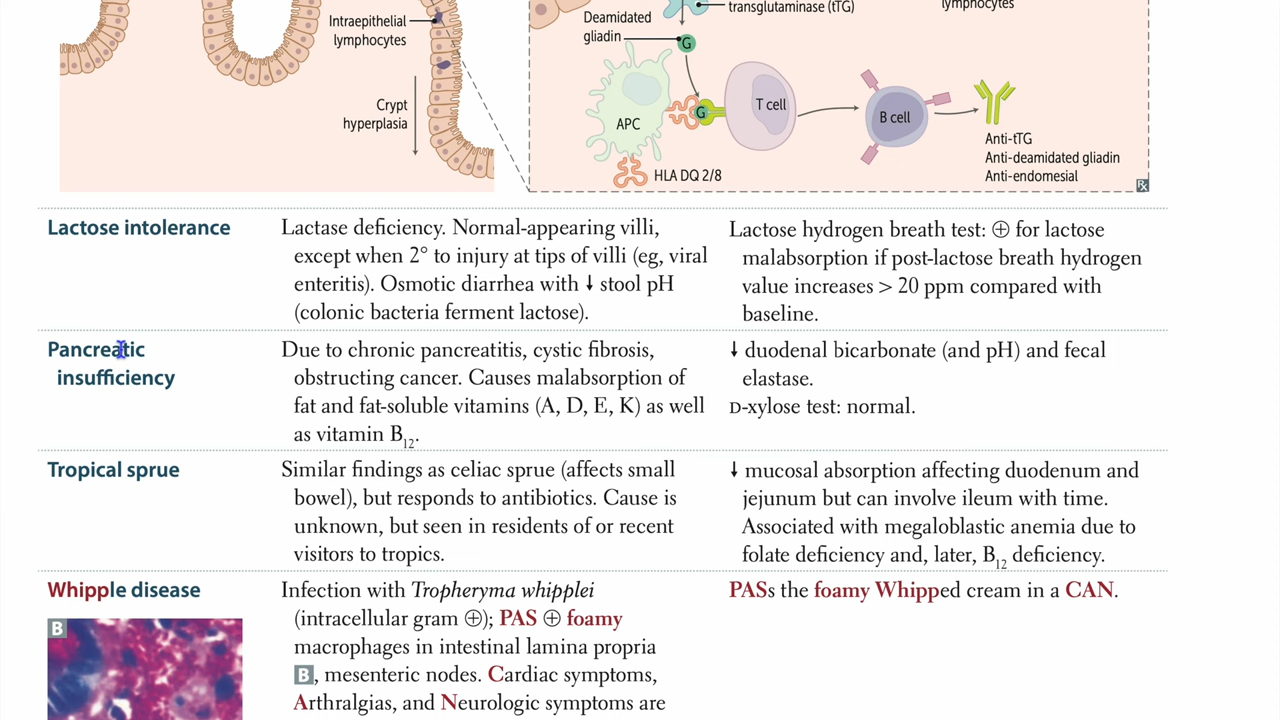 Intraepithelial
lymphocytes
Crypt
hyperplasia
Deamidated
gliadin
transglutaminase (tTG)
lymphocytes
G
G
APC
T cell
B cell
HLA DQ 2/8
Anti-tTG
Anti-deamidated gliadin
Anti-endomesial
Rx
Lactose intolerance
Lactase deficiency. Normal-appearing villi,
except when 2° to injury at tips of villi (eg, viral
enteritis). Osmotic diarrhea with ↓ stool pH
(colonic bacteria ferment lactose).
Lactose hydrogen breath test: ⊕ for lactose
malabsorption if post-lactose breath hydrogen
value increases > 20 ppm compared with
baseline.
Pancreatic
insufficiency
Due to chronic pancreatitis, cystic fibrosis,
obstructing cancer. Causes malabsorption of
fat and fat-soluble vitamins (A, D, E, K) as well
as vitamin B12.
↓ duodenal bicarbonate (and pH) and fecal
elastase.
D-xylose test: normal.
Tropical sprue
Similar findings as celiac sprue (affects small
bowel), but responds to antibiotics. Cause is
unknown, but seen in residents of or recent
visitors to tropics.
↓ mucosal absorption affecting duodenum and
jejunum but can involve ileum with time.
Associated with megaloblastic anemia due to
folate deficiency and, later, B12 deficiency.
Whipple disease
B
Infection with Tropheryma whipplei
(intracellular gram ⊕); PAS ⊕ foamy
macrophages in intestinal lamina propria
B, mesenteric nodes. Cardiac symptoms,
Arthralgias, and Neurologic symptoms are
PASs the foamy Whipped cream in a CAN.